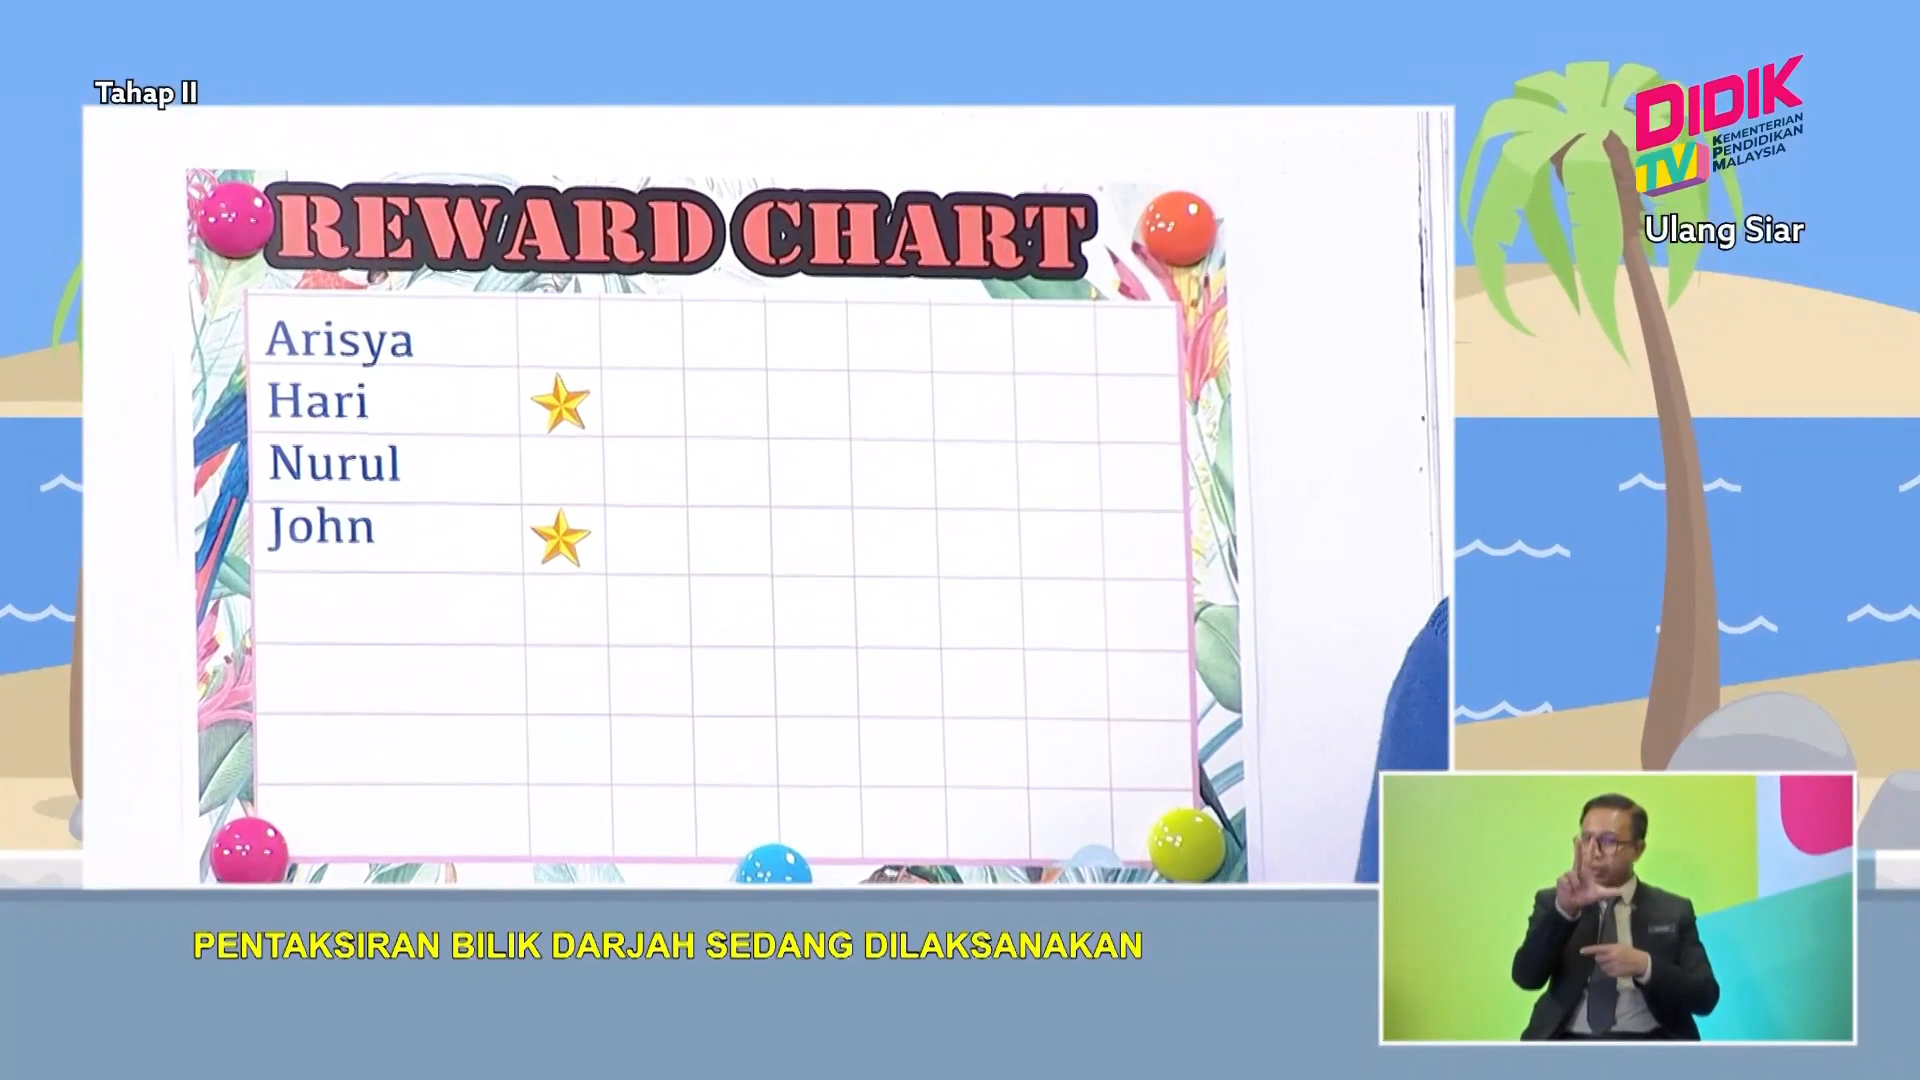 Tahap II
DIDIK
TV
KEMENTERIAN
PENDIDIKAN
MALAYSIA
Ulang Siar
REWARD CHART
Arisya
Hari
Nurul
John
PENTAKSIRAN BILIK DARJAH SEDANG DILAKSANAKAN